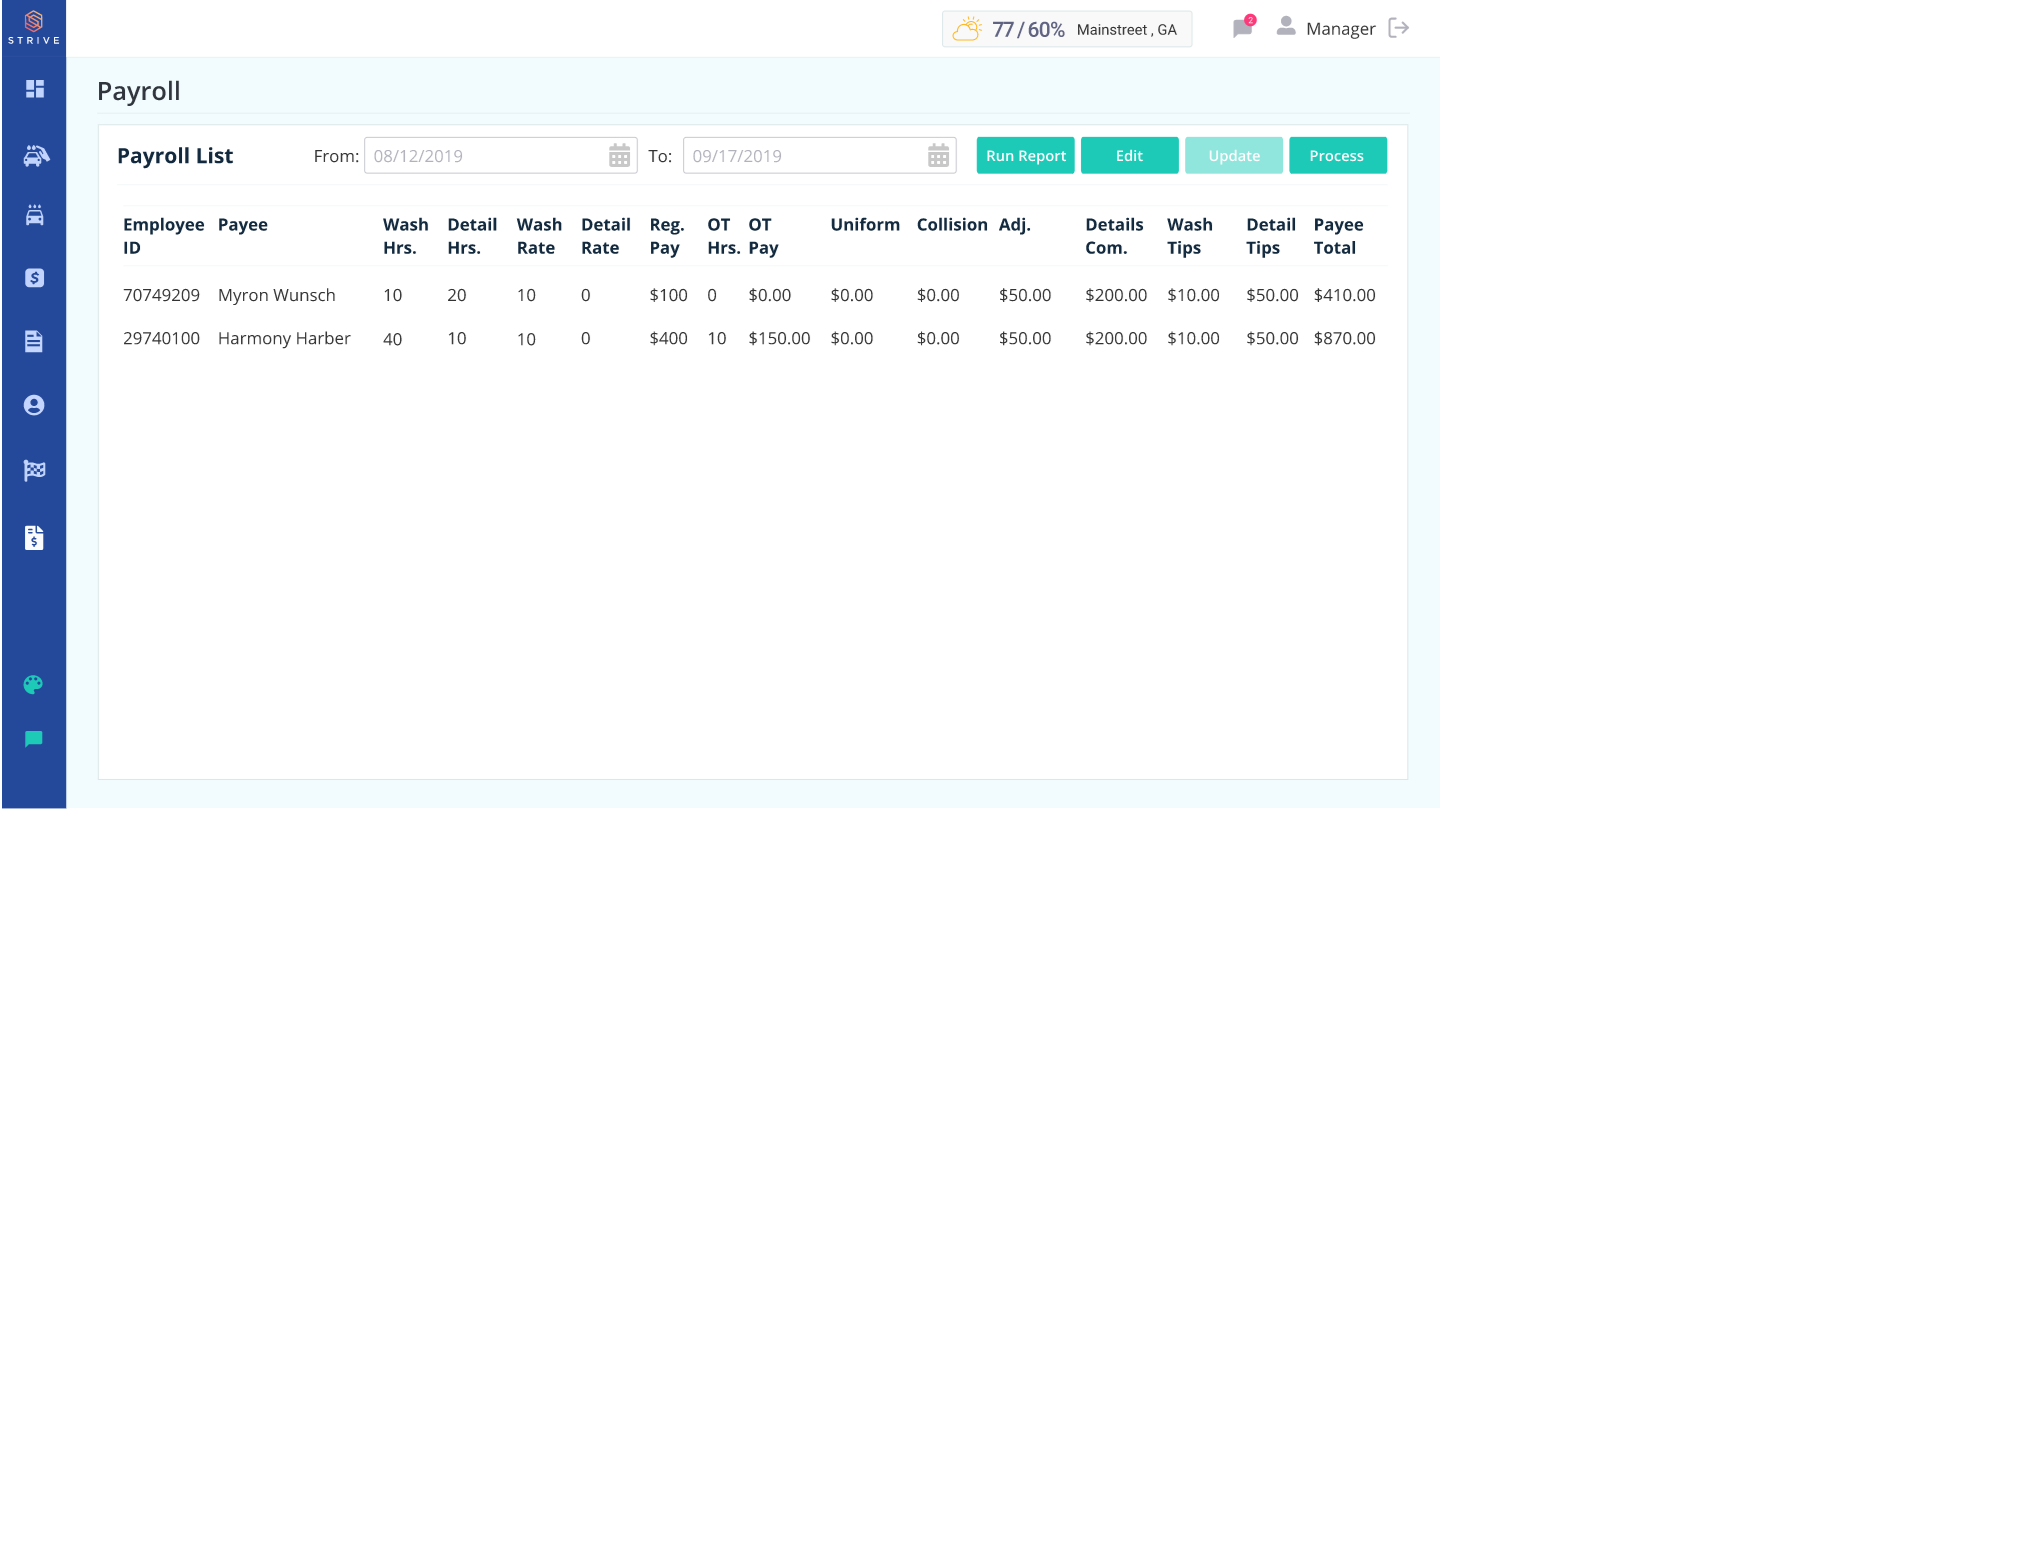 STRIVE
77 / 60% Mainstreet , GA 2 Manager
Payroll
Payroll List From: 08/12/2019 To: 09/17/2019 Run Report Edit Update Process
Employee Payee Wash Detail Wash Detail Reg. OT OT Uniform Collision Adj. Details Wash Detail Payee
ID Hrs. Hrs. Rate Rate Pay Hrs. Pay Com. Tips Tips Total
70749209 Myron Wunsch 10 20 10 0 $100 0 $0.00 $0.00 $0.00 $50.00 $200.00 $10.00 $50.00 $410.00
29740100 Harmony Harber 40 10 10 0 $400 10 $150.00 $0.00 $0.00 $50.00 $200.00 $10.00 $50.00 $870.00